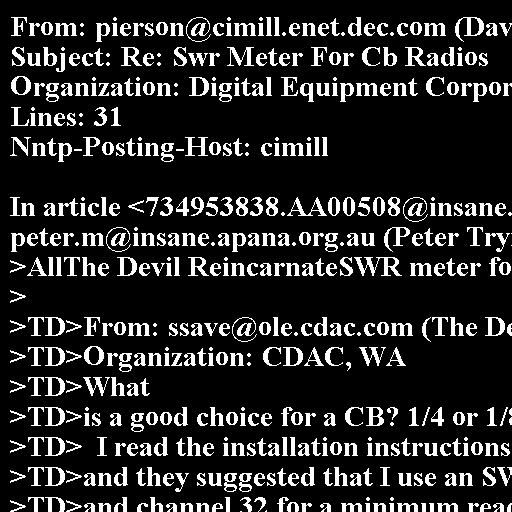 From: pierson@cimill.enet.dec.com (Dav
Subject: Re: Swr Meter For Cb Radios
Organization: Digital Equipment Corpor
Lines: 31
Nntp-Posting-Host: cimill

In article <734953838.AA00508@insane.
peter.m@insane.apana.org.au (Peter Try
>AllThe Devil ReincarnateSWR meter fo
>
>TD>From: ssave@ole.cdac.com (The De
>TD>Organization: CDAC, WA
>TD>What
>TD>is a good choice for a CB? 1/4 or 1/8
>TD>  I read the installation instructions
>TD>and they suggested that I use an SW
>TD>and channel 32 for a minimum read